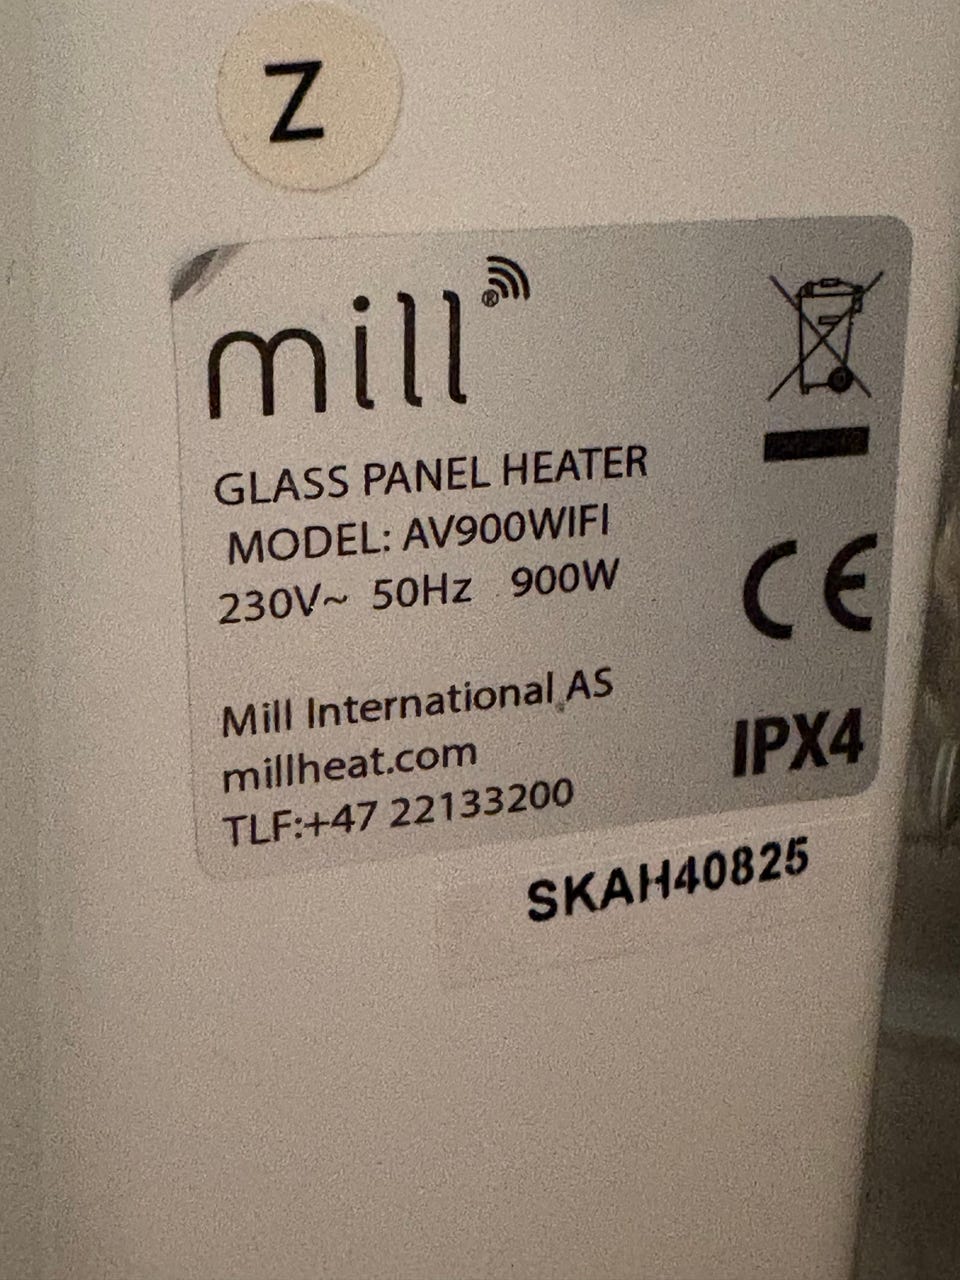 Z
mill®
GLASS PANEL HEATER
MODEL: AV900WIFI
230V~ 50Hz 900W
Mill International AS
millheat.com
TLF:+47 22133200
CE
IPX4
SKAH40825